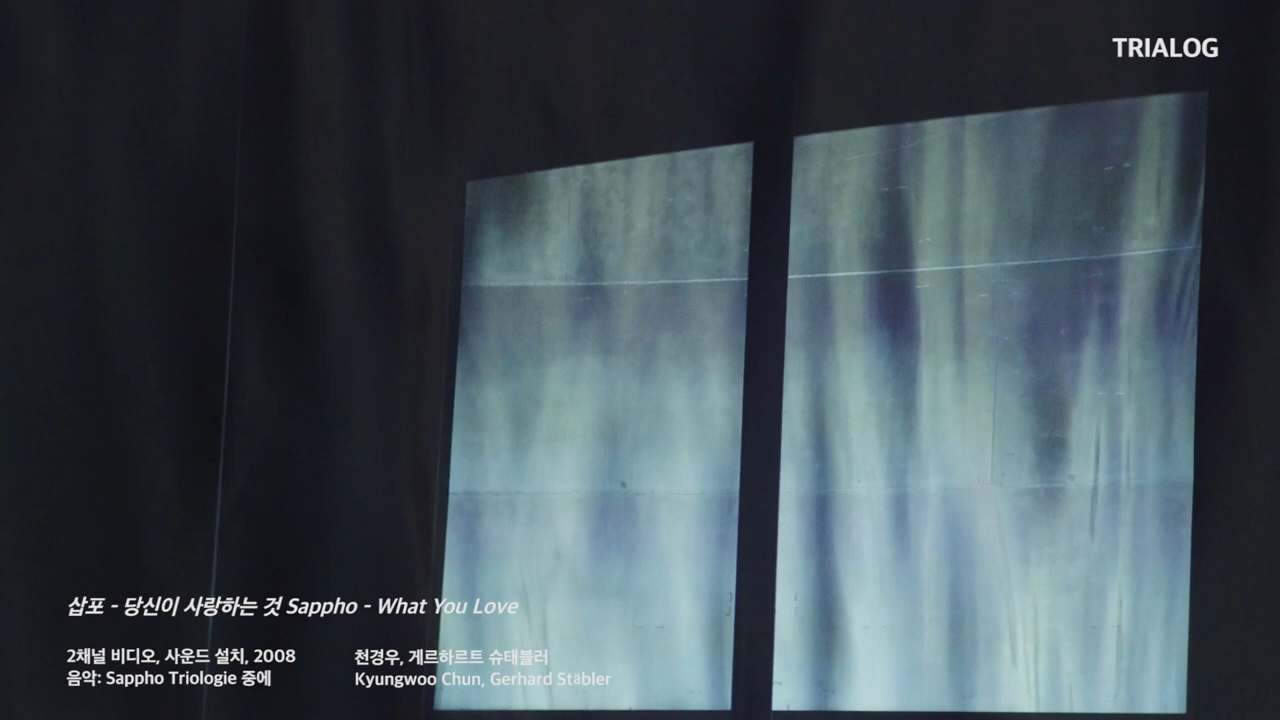 TRIALOG
삽포 - 당신이 사랑하는 것 Sappho - What You Love
2채널 비디오, 사운드 설치, 2008
음악: Sappho Triologie 중에
천경우, 게르하르트 슈태블러
Kyungwoo Chun, Gerhard Stäbler